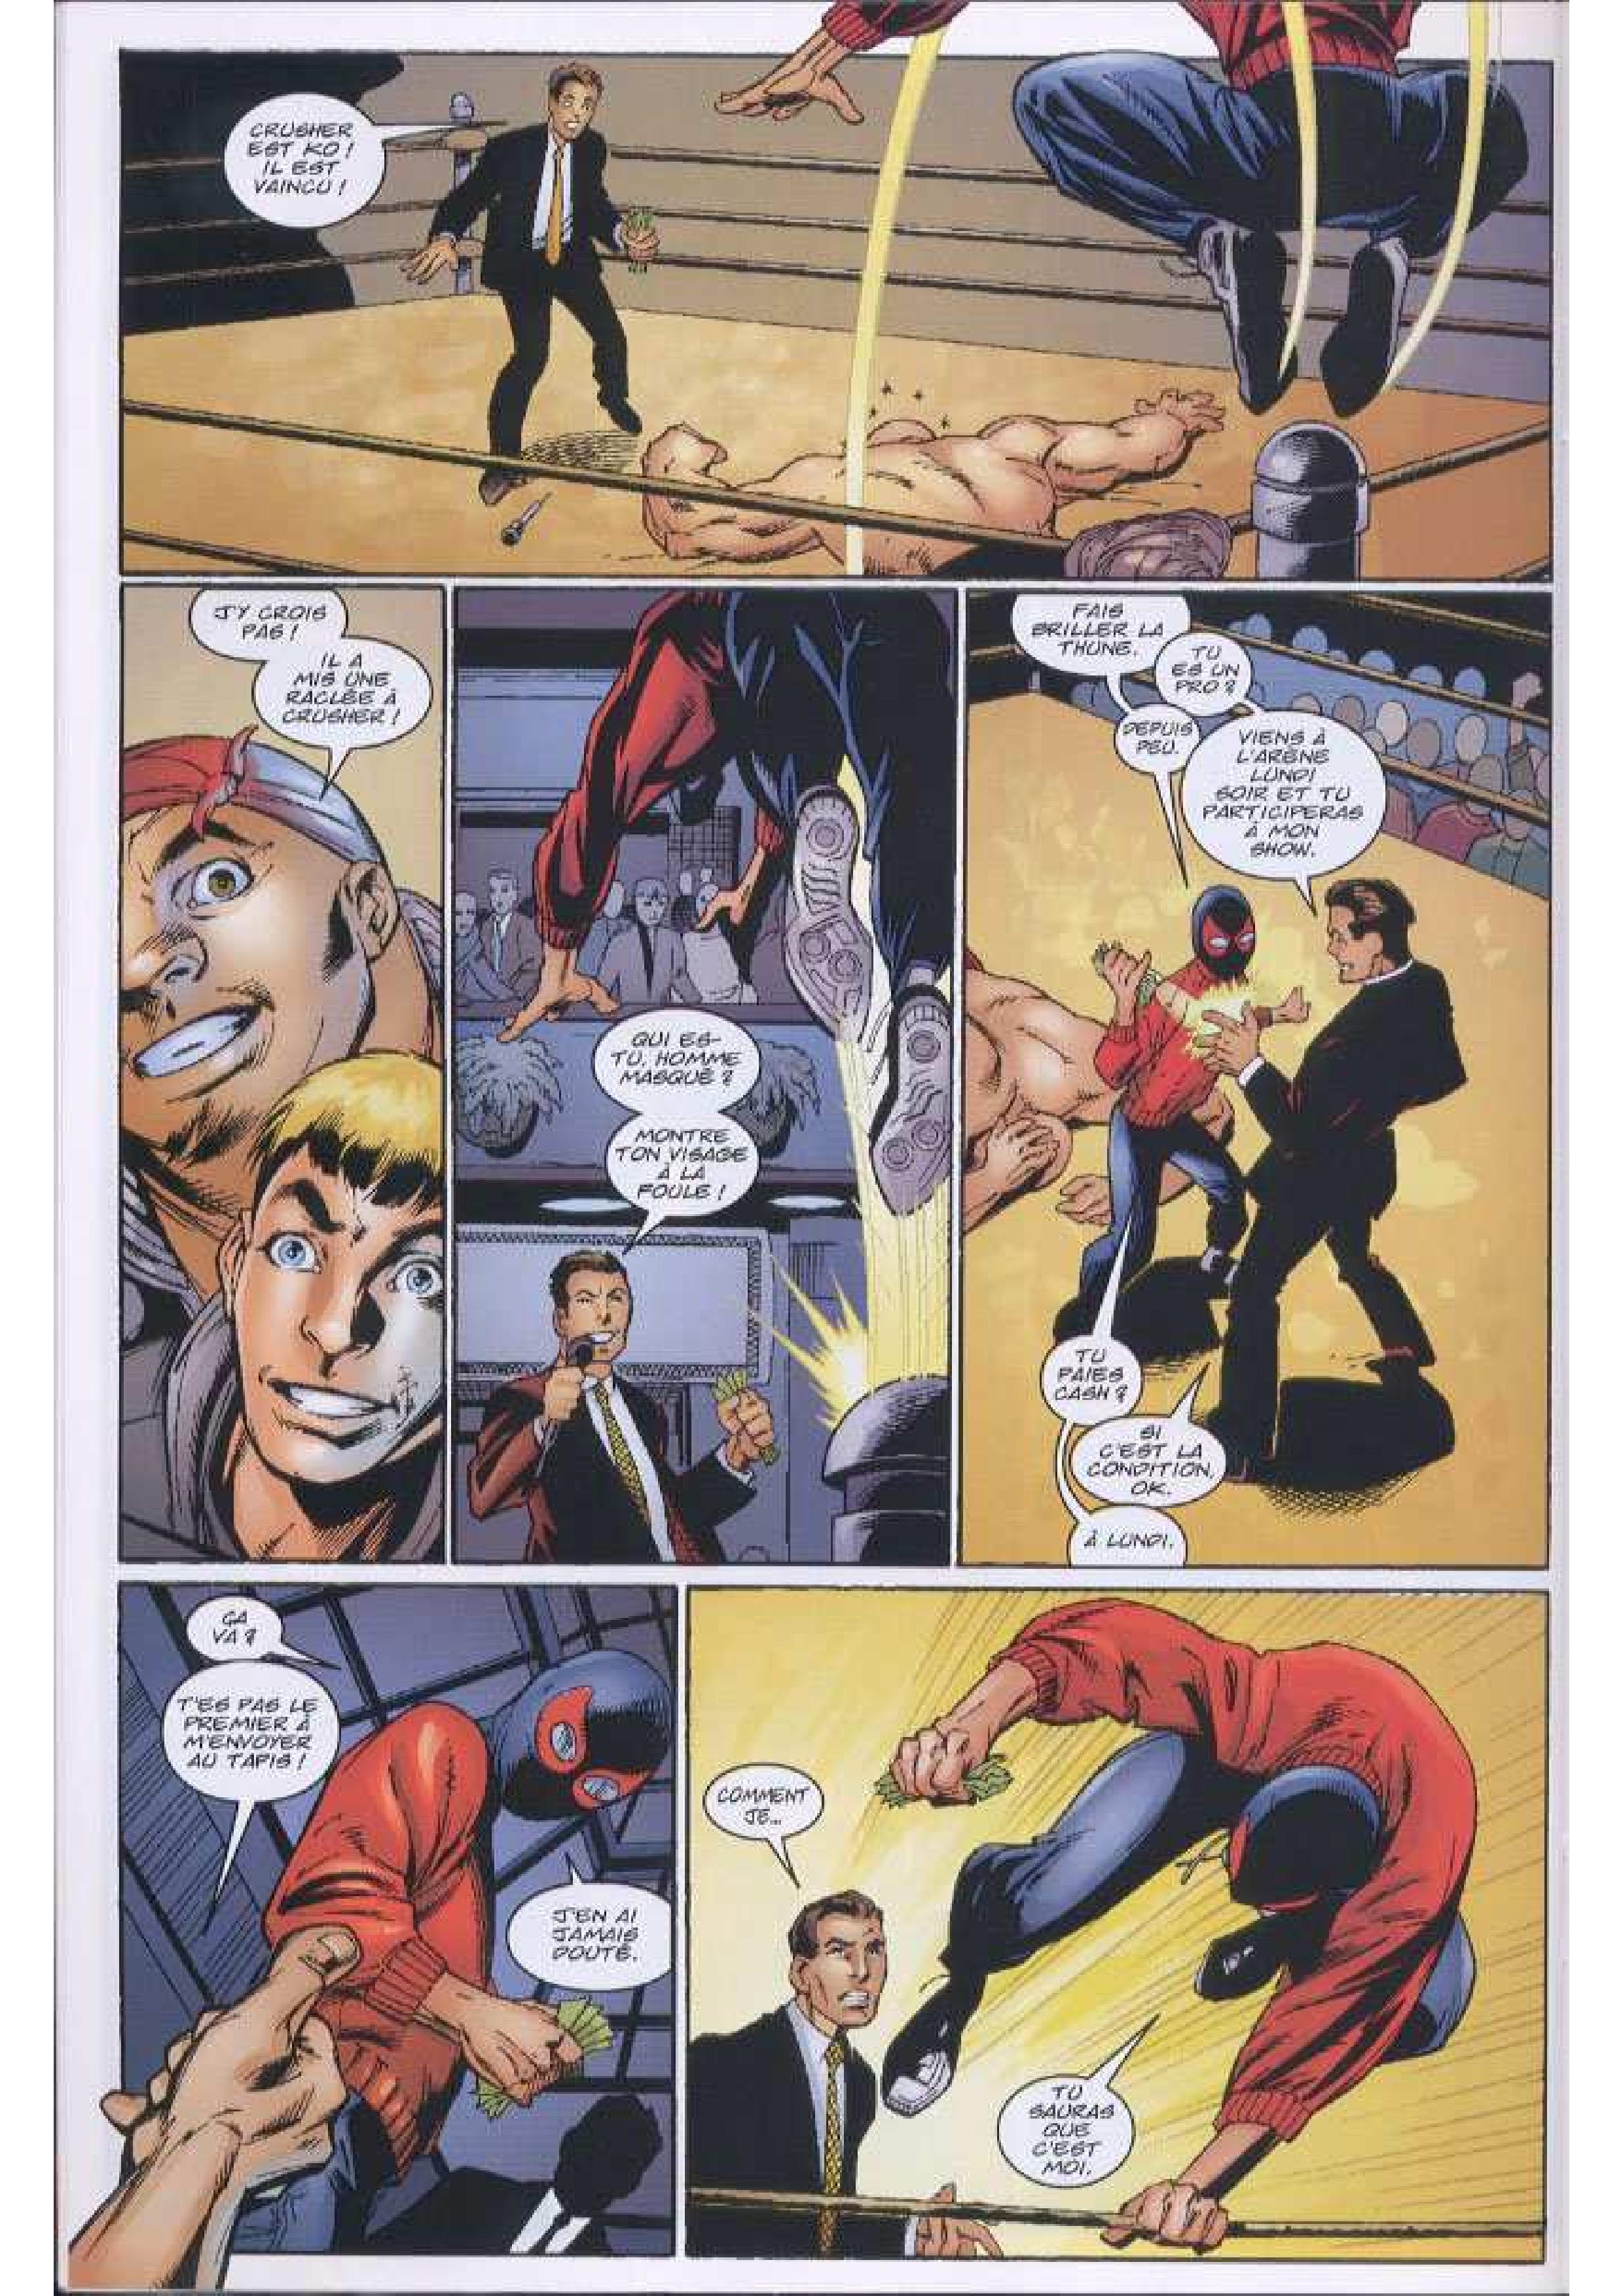 CRUSHER
EST KO !
IL EST
VAINCU !
J'Y CROIS
PAS !
IL A
MIS UNE
RACLÉE À
CRUSHER !
QUI ES-
TU, HOMME
MASQUÉ ?
MONTRE
TON VISAGE
À LA
FOULE !
FAIS
BRILLER LA
THUNE.
TU
ES UN
PRO ?
DEPUIS
PEU.
VIENS À
L'ARÈNE
LUNDI
SOIR ET TU
PARTICIPERAS
À MON
SHOW.
TU
PAIES
CASH ?
SI
C'EST LA
CONDITION,
OK.
À LUNDI.
ÇA
VA ?
T'ES PAS LE
PREMIER À
M'ENVOYER
AU TAPIS !
J'EN AI
JAMAIS
DOUTÉ.
COMMENT
JE...
TU
SAURAS
QUE
C'EST
MOI.